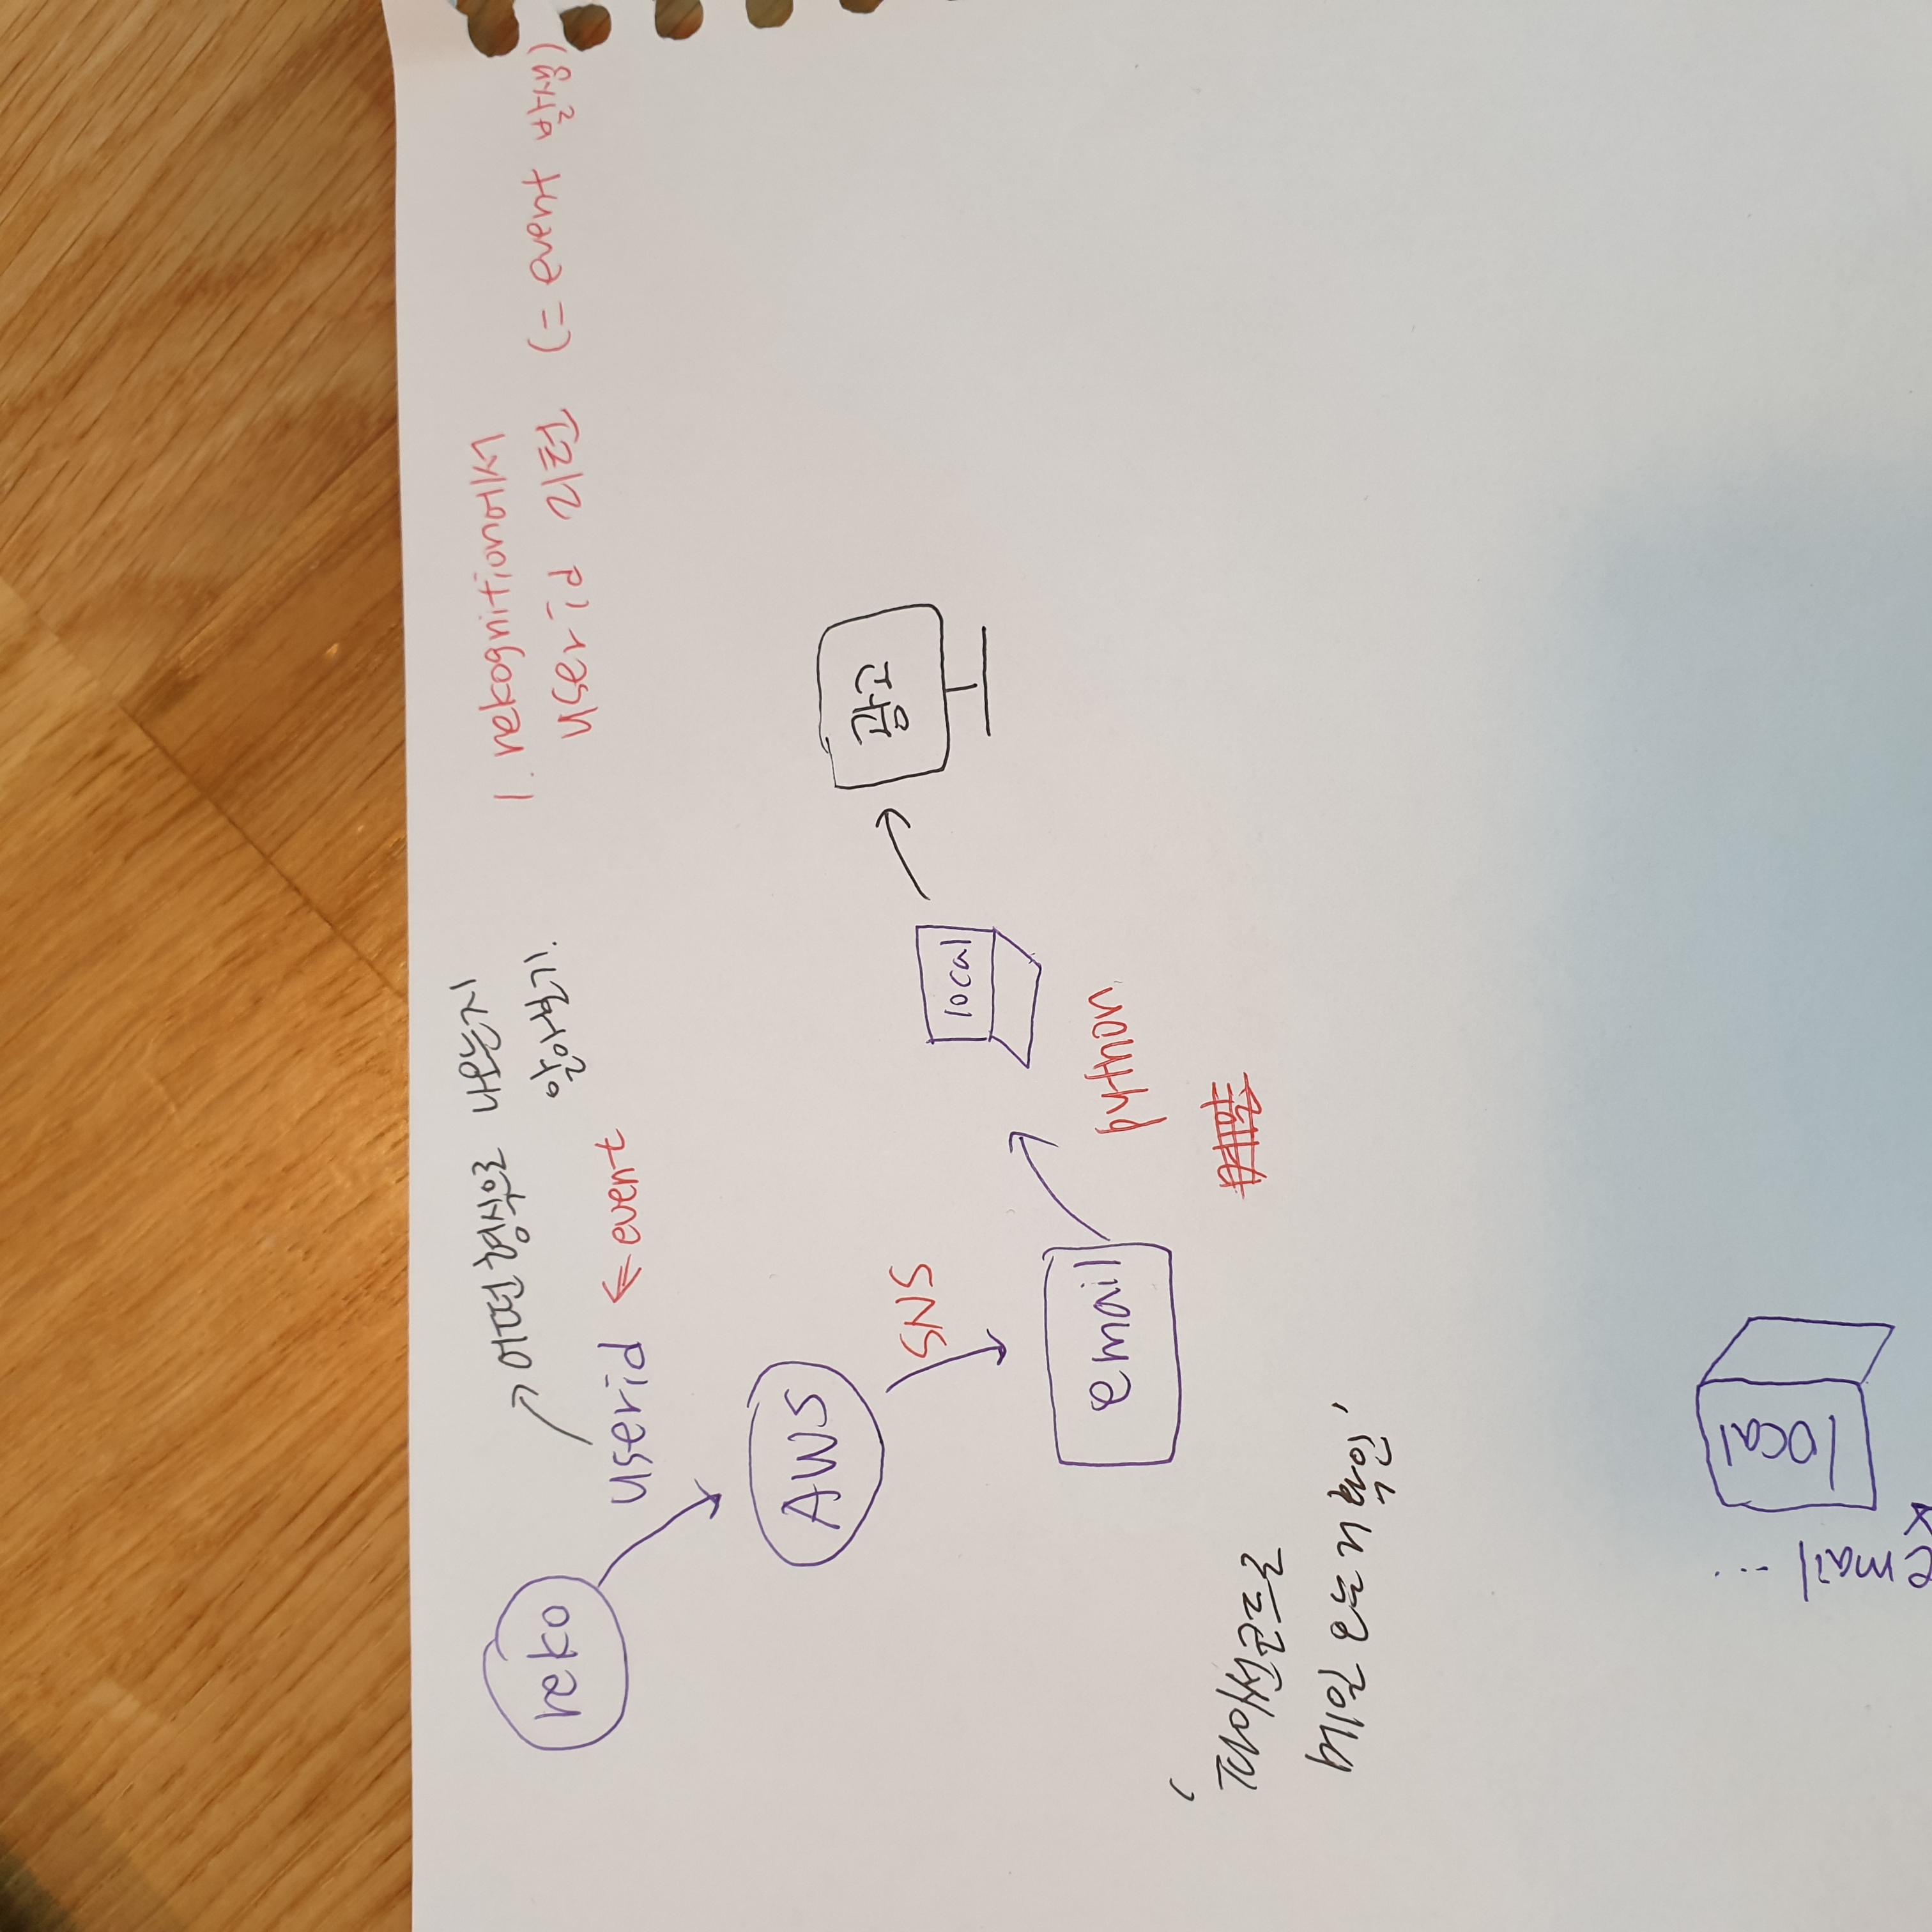 reko
어떤 형식으로 나오는지
알아보기.
userid ← event
1. rekognition에서
userid 리턴 (= event 발생)
AWS
SNS
광고
local
email
python
'파이썬코드로
메일 오는거 확인'
local
email ...